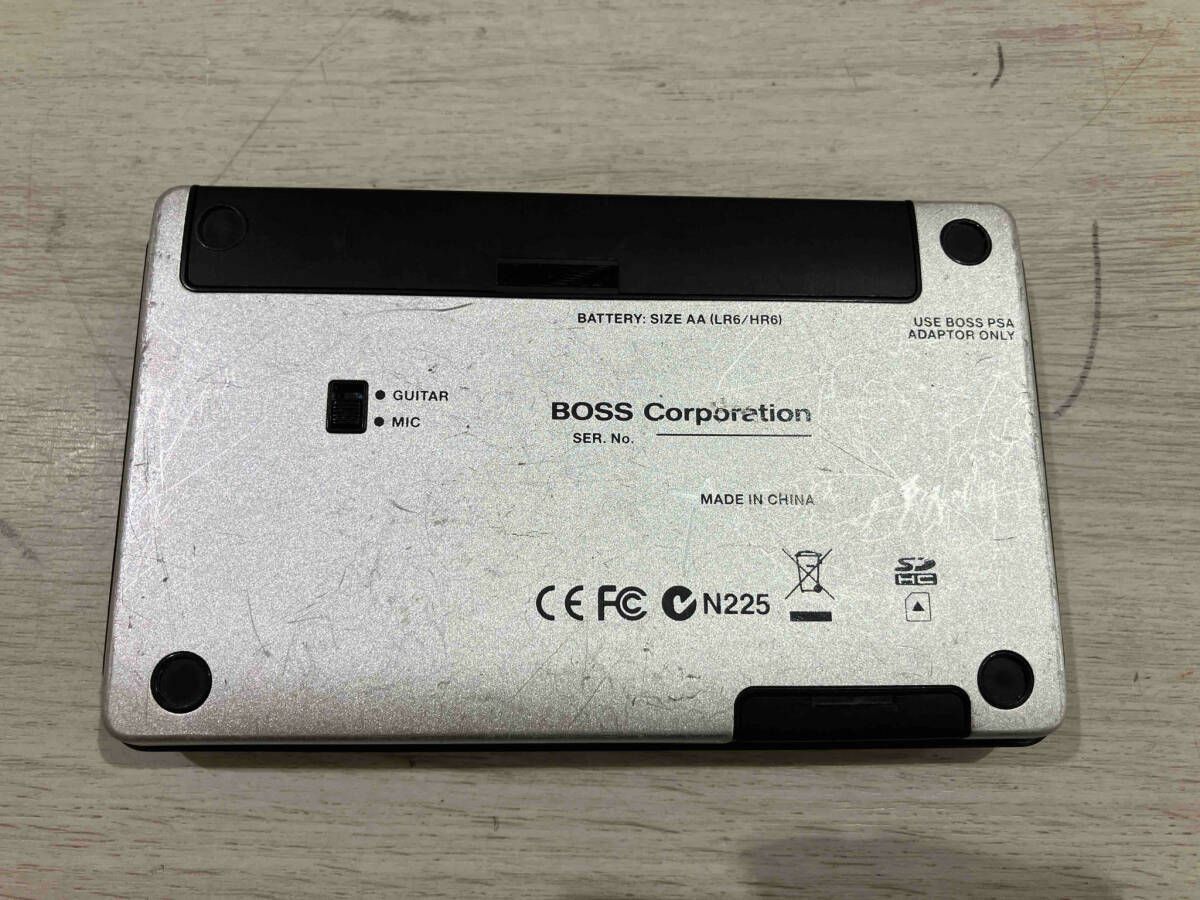 BATTERY: SIZE AA (LR6/HR6)
USE BOSS PSA
ADAPTOR ONLY
GUITAR
MIC
BOSS Corporation
SER. No.
MADE IN CHINA
CE FC N225
SD
HC